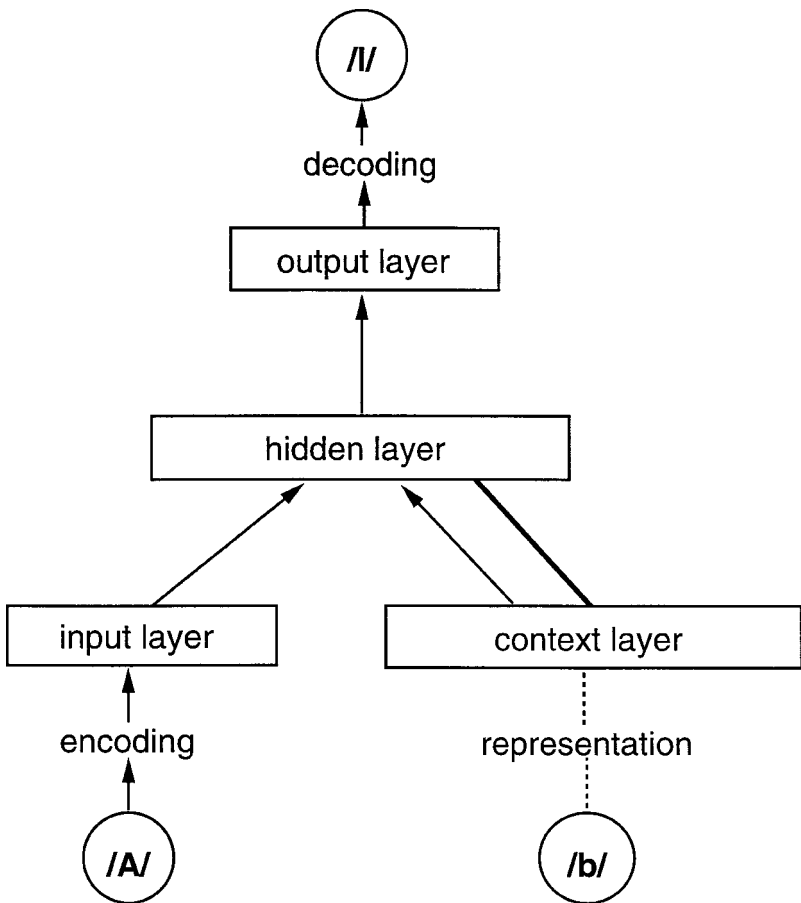 /l/
decoding
output layer
hidden layer
input layer
context layer
encoding
representation
/A/
/b/